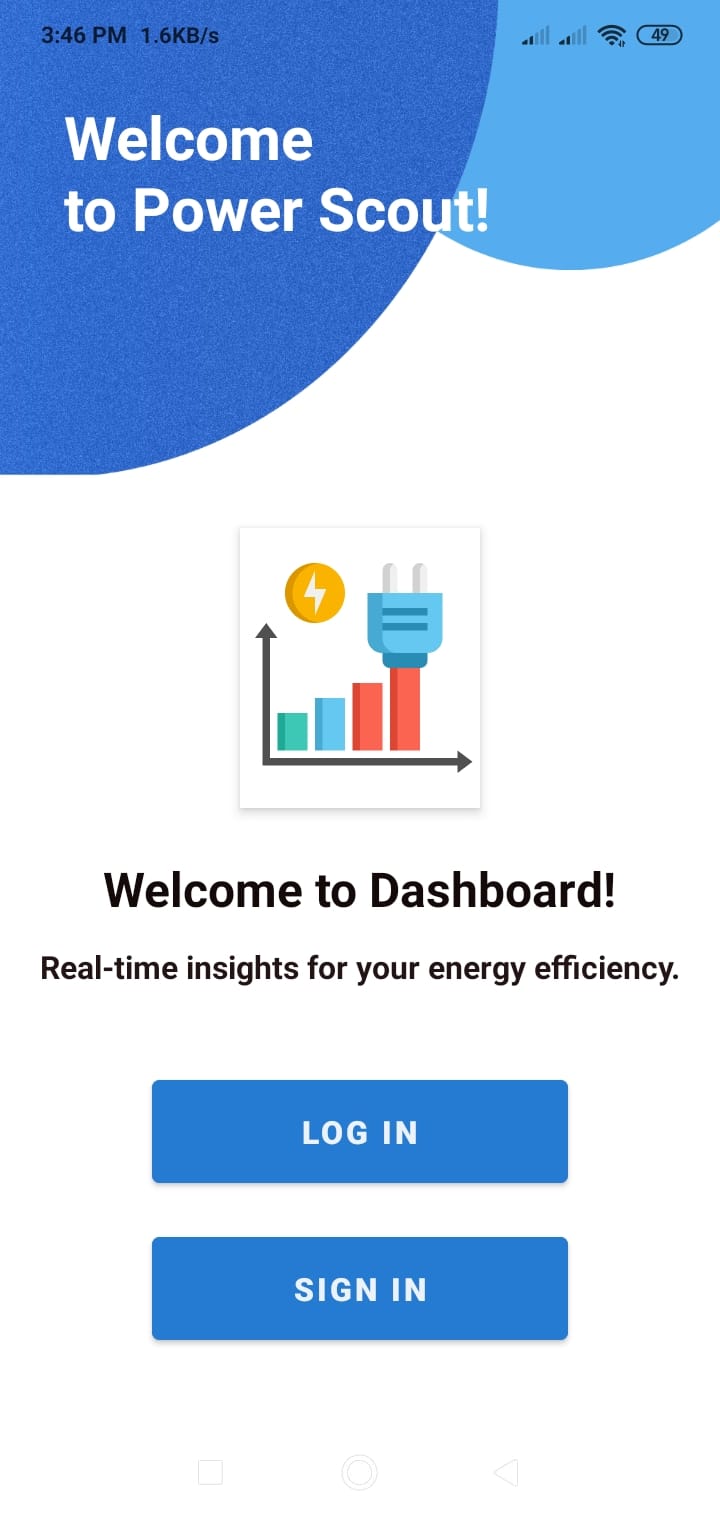 3:46 PM 1.6KB/s 49
Welcome
to Power Scout!
Welcome to Dashboard!
Real-time insights for your energy efficiency.
LOG IN
SIGN IN